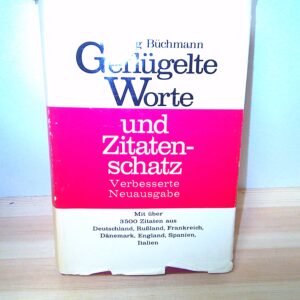 g Büchmann
Geflügelte
Worte
und
Zitaten-
schatz
Verbesserte
Neuausgabe
Mit über
3500 Zitaten aus
Deutschland, Rußland, Frankreich,
Dänemark, England, Spanien,
Italien